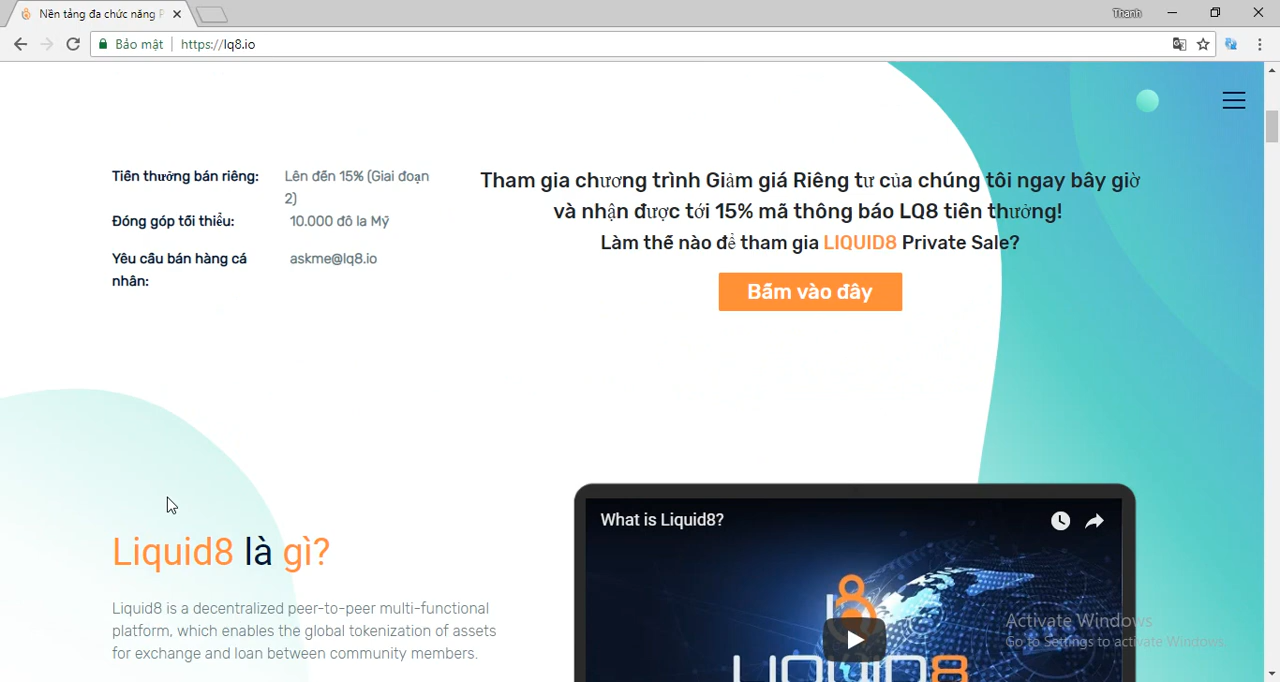 Nền tảng đa chức năng P
Thanh
Bảo mật
https://lq8.io
Tiền thưởng bán riêng:
Lên đến 15% (Giai đoạn
2)
Đóng góp tối thiểu:
10.000 đô la Mỹ
Yêu cầu bán hàng cá
nhân:
askme@lq8.io
Tham gia chương trình Giảm giá Riêng tư của chúng tôi ngay bây giờ
và nhận được tới 15% mã thông báo LQ8 tiền thưởng!
Làm thế nào để tham gia LIQUID8 Private Sale?
Bấm vào đây
Liquid8 là gì?
Liquid8 is a decentralized peer-to-peer multi-functional
platform, which enables the global tokenization of assets
for exchange and loan between community members.
What is Liquid8?
LIQUID8
Activate Windows
Go to Settings to activate Windows.